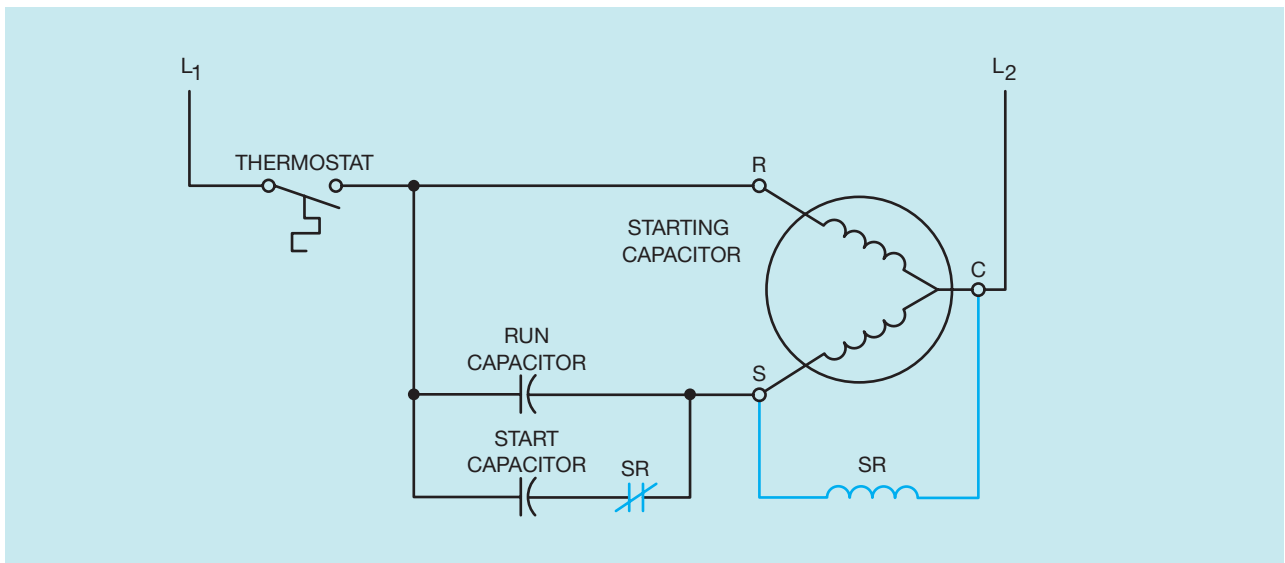 L1
L2
THERMOSTAT
R
STARTING
CAPACITOR
C
RUN
CAPACITOR
S
START
CAPACITOR
SR
SR